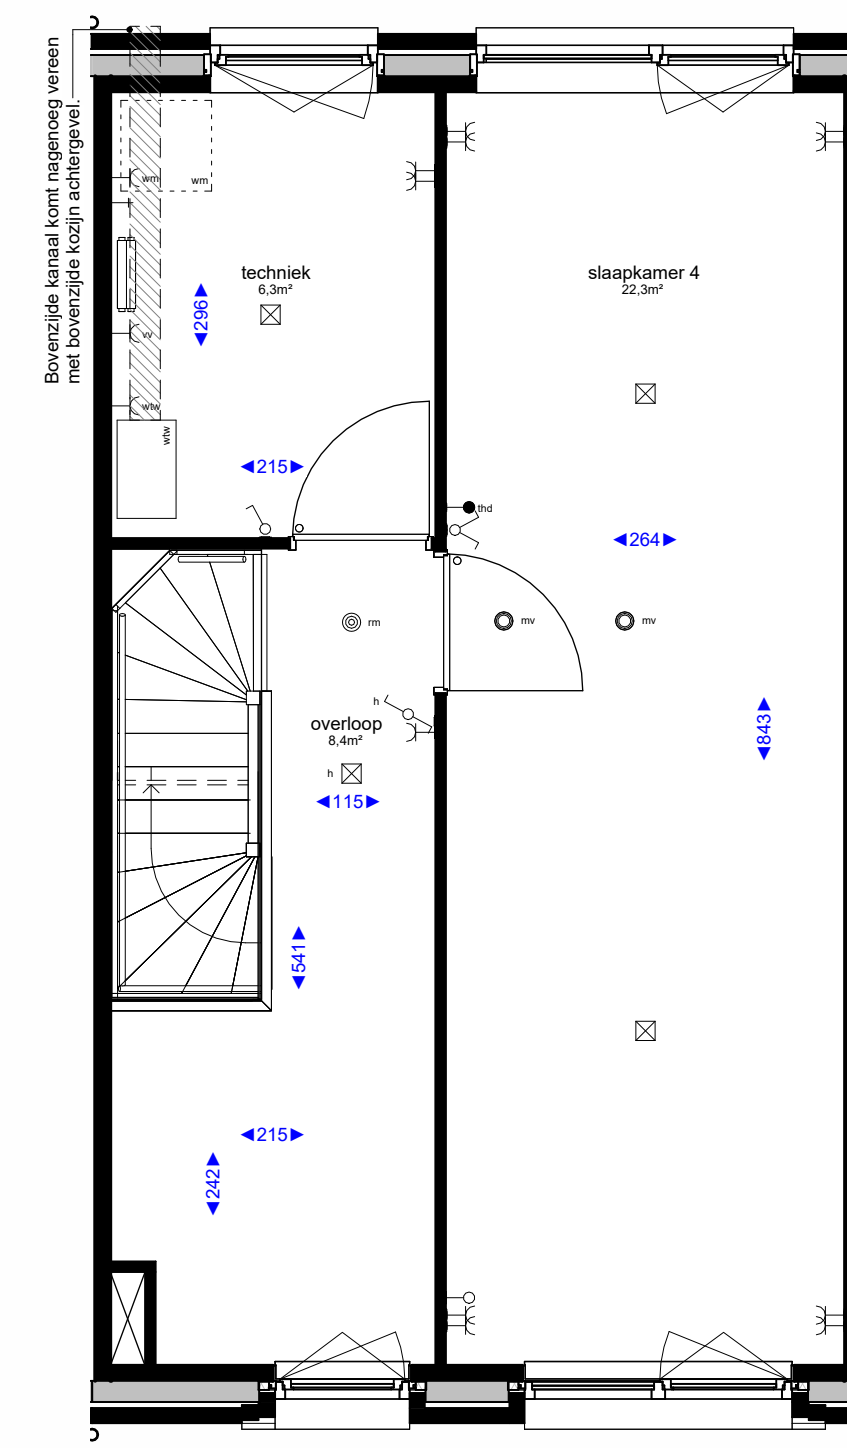 Bovenzijde kanaal komt nagenoeg vereen
met bovenzijde kozijn achtergevel.
wm
wm
techniek
6,3m²
slaapkamer 4
22,3m²
296
vv
wtw
wtw
215
thd
264
rm
mv
mv
h
overloop
8,4m²
843
h
115
541
215
242